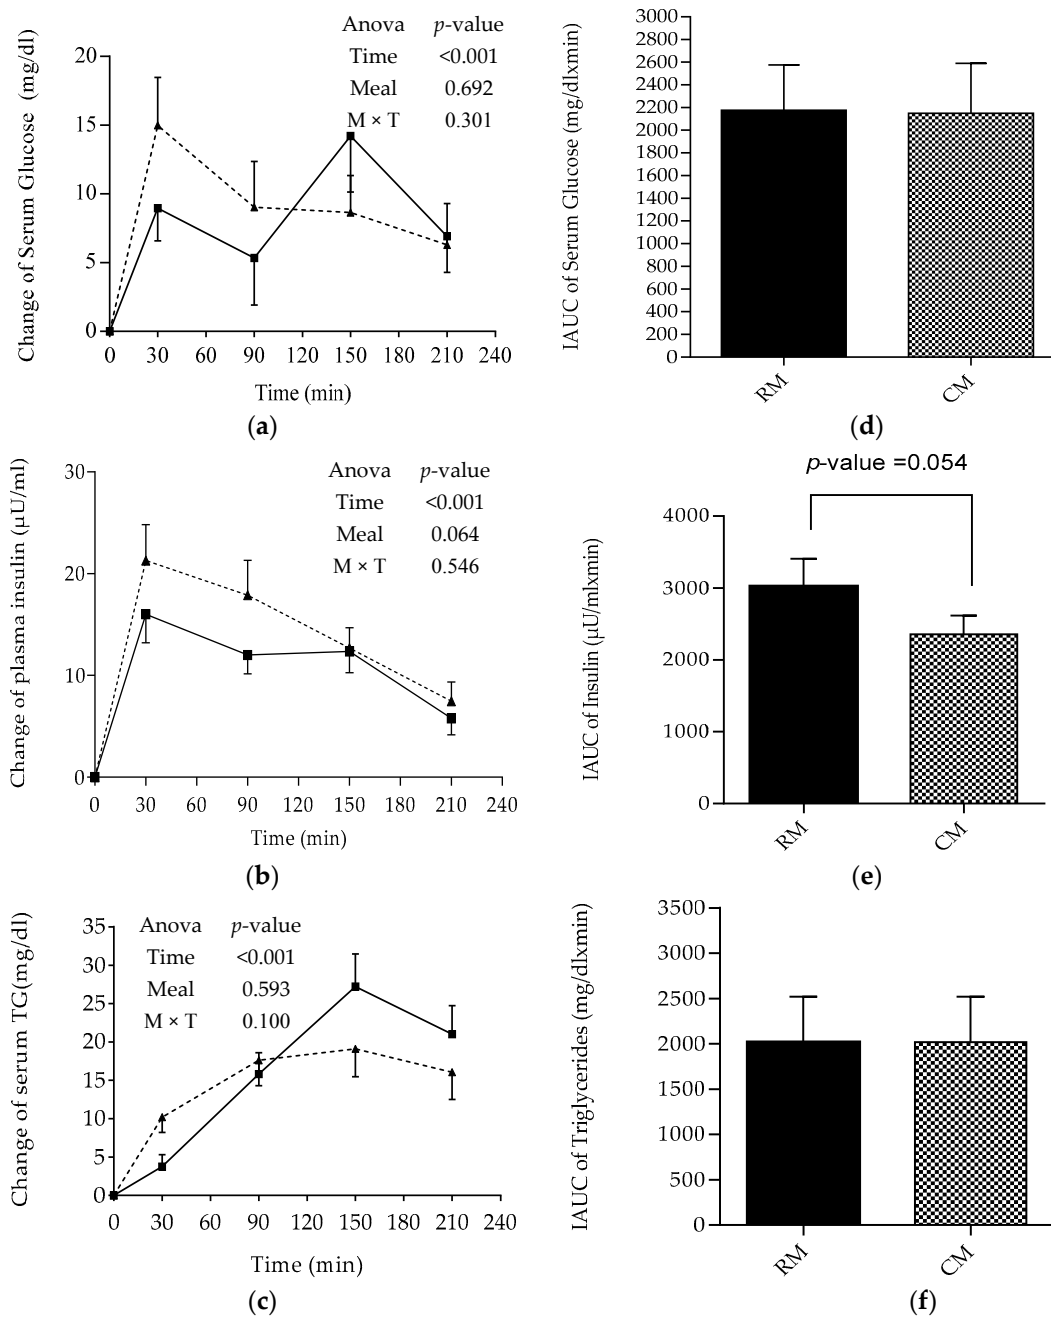 Anova p-value
Time <0.001
Meal 0.692
M × T 0.301
Change of Serum Glucose (mg/dl)
20
15
10
5
0
0 30 60 90 120 150 180 210 240
Time (min)
(a)
IAUC of Serum Glucose (mg/dlxmin)
3000
2800
2600
2400
2200
2000
1800
1600
1400
1200
1000
800
600
400
200
0
RM CM
(d)
Anova p-value
Time <0.001
Meal 0.064
M × T 0.546
Change of plasma insulin (µU/ml)
30
20
10
0
0 30 60 90 120 150 180 210 240
Time (min)
(b)
p-value =0.054
IAUC of Insulin (µU/mlxmin)
4000
3000
2000
1000
0
RM CM
(e)
Anova p-value
Time <0.001
Meal 0.593
M × T 0.100
Change of serum TG(mg/dl)
35
30
25
20
15
10
5
0
0 30 60 90 120 150 180 210 240
Time (min)
(c)
IAUC of Triglycerides (mg/dlxmin)
3500
3000
2500
2000
1500
1000
500
0
RM CM
(f)